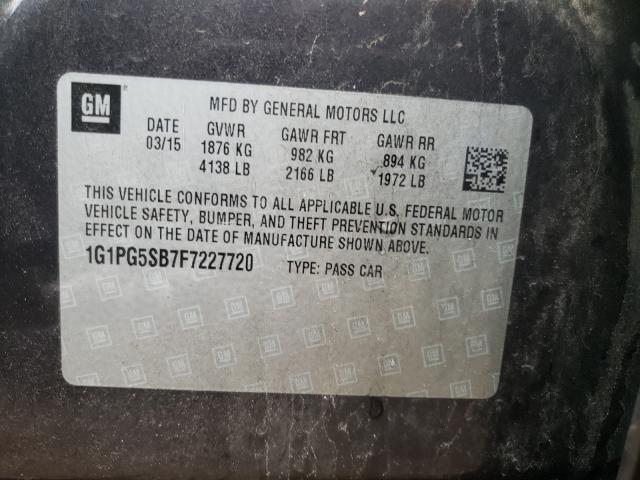 GM
MFD BY GENERAL MOTORS LLC
DATE GVWR GAWR FRT GAWR RR
03/15 1876 KG 982 KG 894 KG
4138 LB 2166 LB 1972 LB
THIS VEHICLE CONFORMS TO ALL APPLICABLE U.S. FEDERAL MOTOR
VEHICLE SAFETY, BUMPER, AND THEFT PREVENTION STANDARDS IN
EFFECT ON THE DATE OF MANUFACTURE SHOWN ABOVE.
1G1PG5SB7F7227720 TYPE: PASS CAR